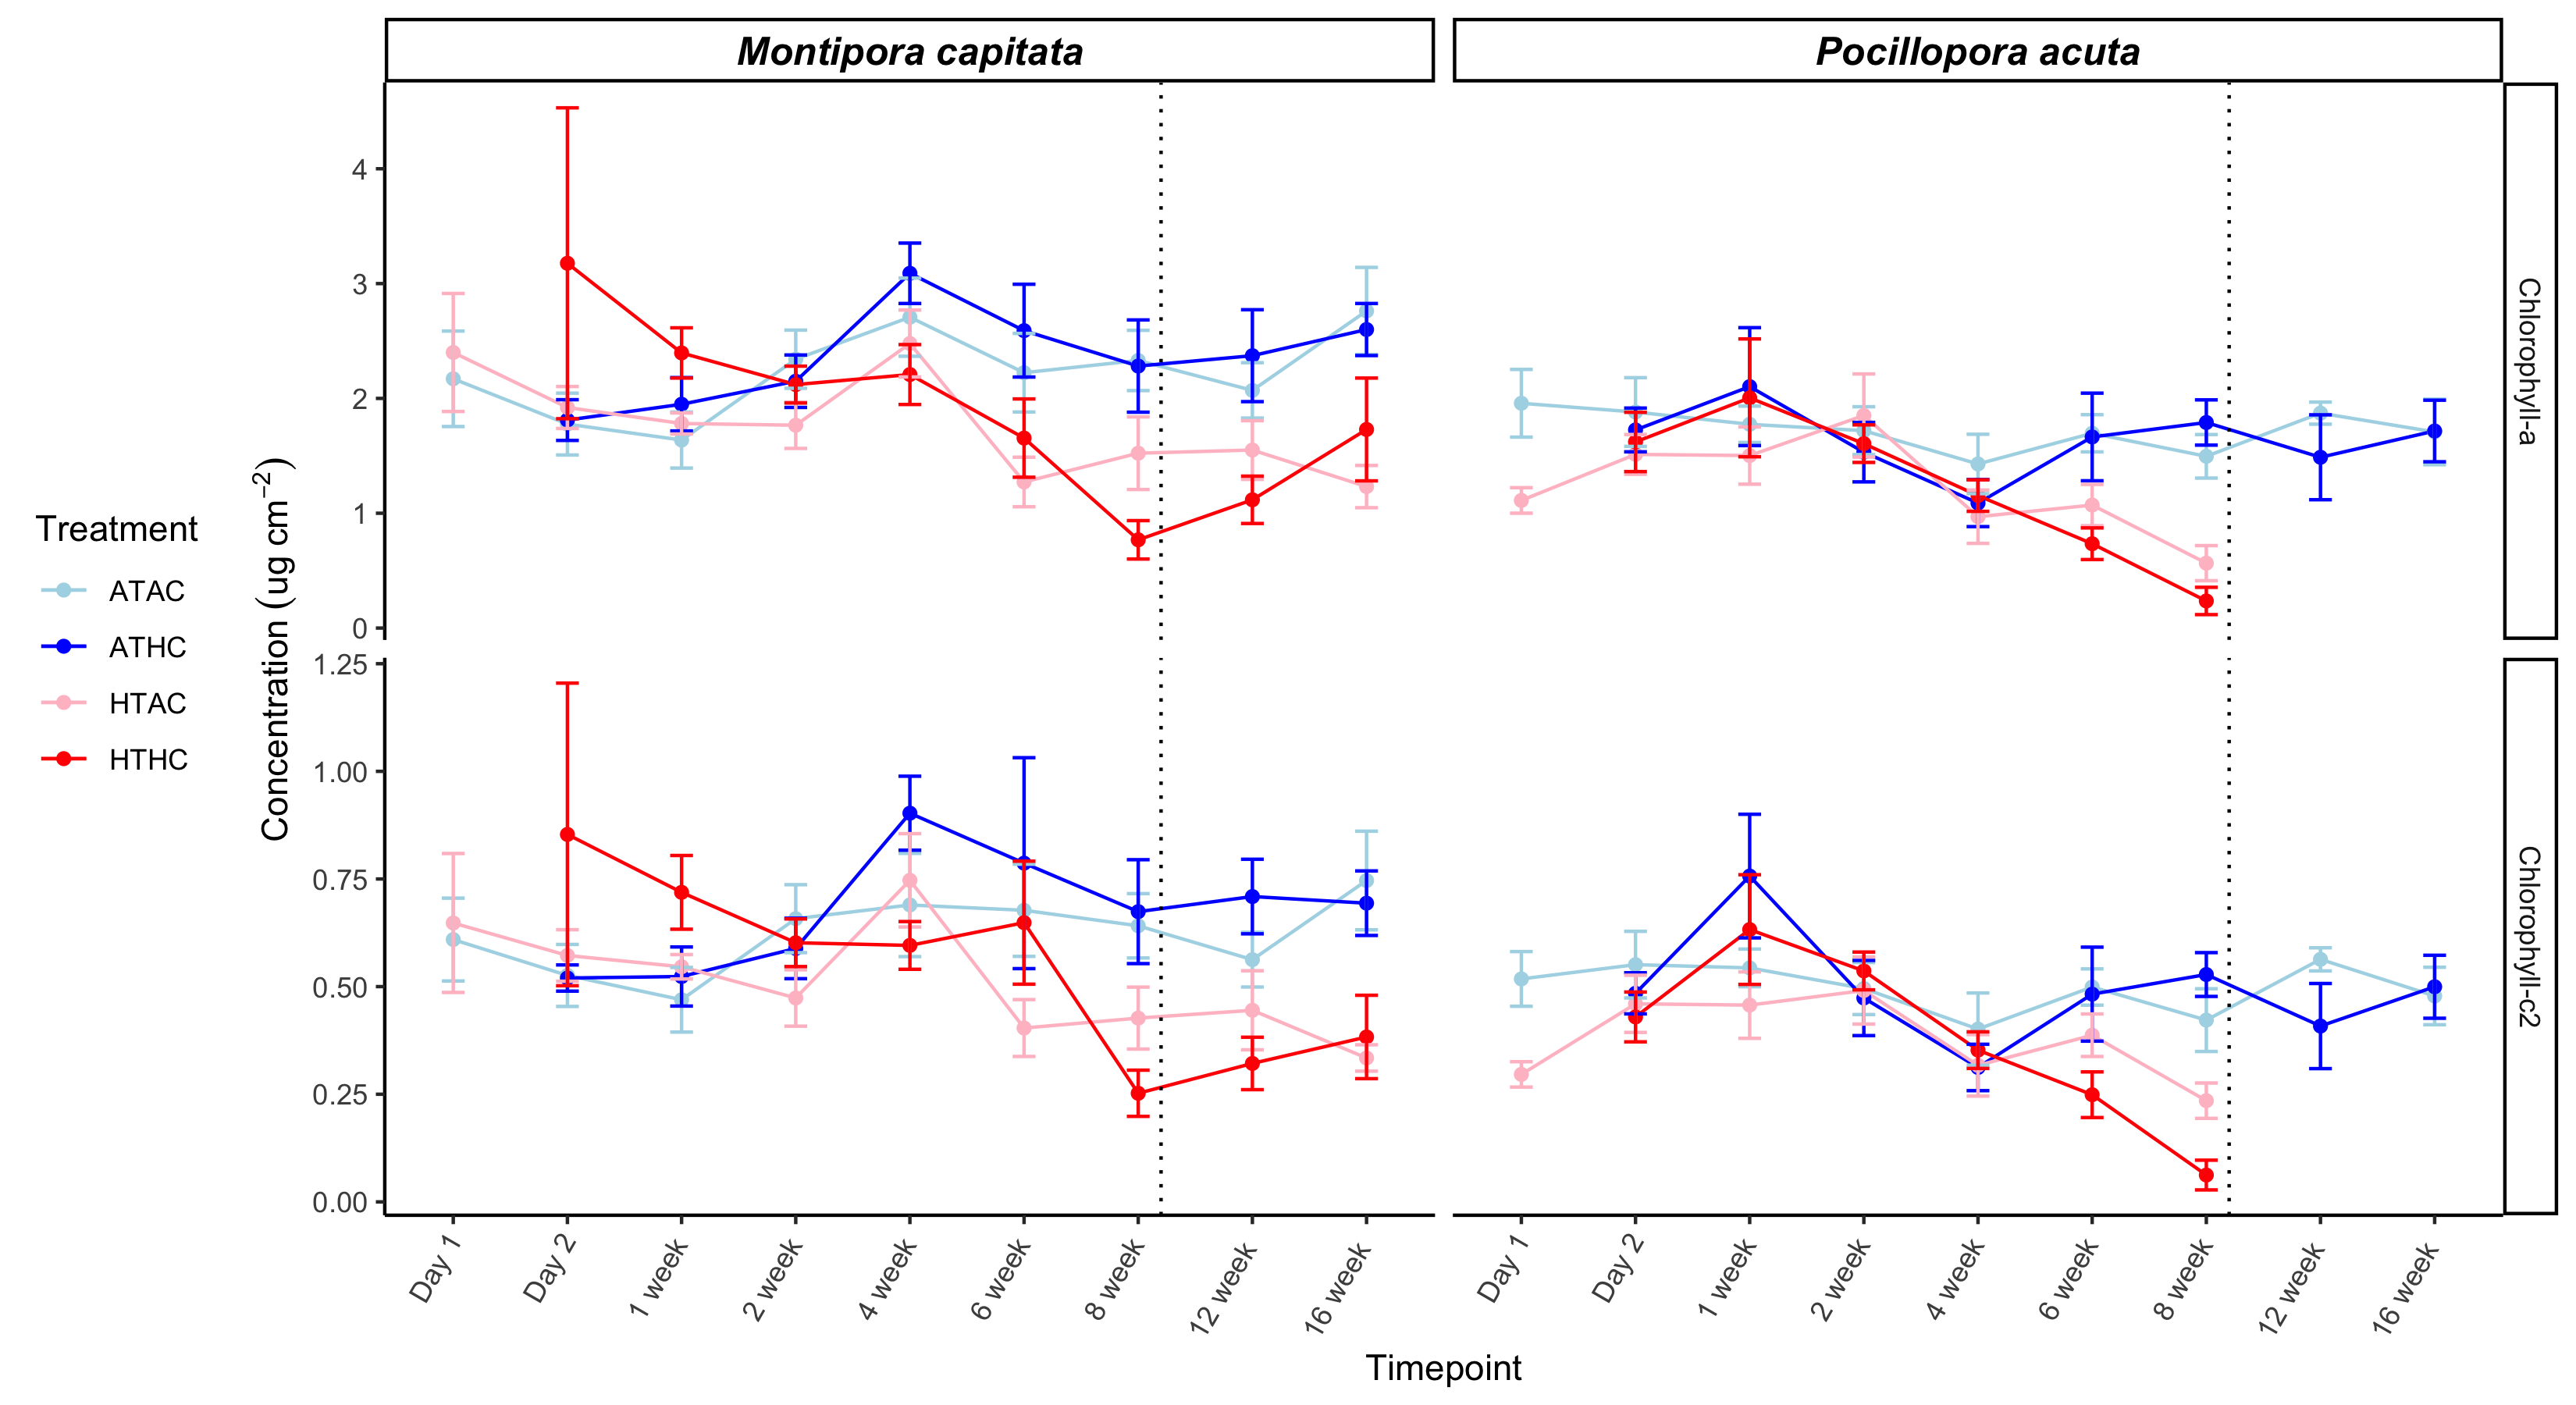 Montipora capitata
Pocillopora acuta
Chlorophyll-a
Chlorophyll-c2
Concentration (ug cm−2)
4
3
2
1
0
1.25
1.00
0.75
0.50
0.25
0.00
Treatment
ATAC
ATHC
HTAC
HTHC
Day 1
Day 2
1 week
2 week
4 week
6 week
8 week
12 week
16 week
Day 1
Day 2
1 week
2 week
4 week
6 week
8 week
12 week
16 week
Timepoint